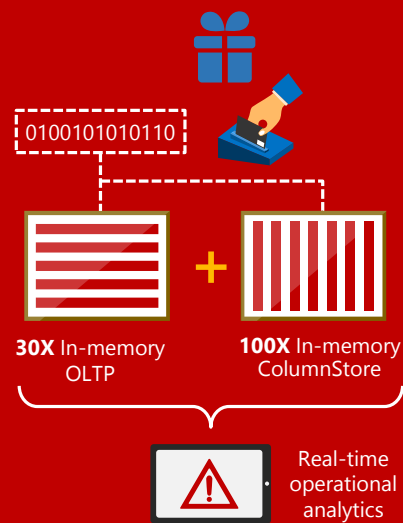 0100101010110
30X In-memory
OLTP
100X In-memory
ColumnStore
Real-time
operational
analytics